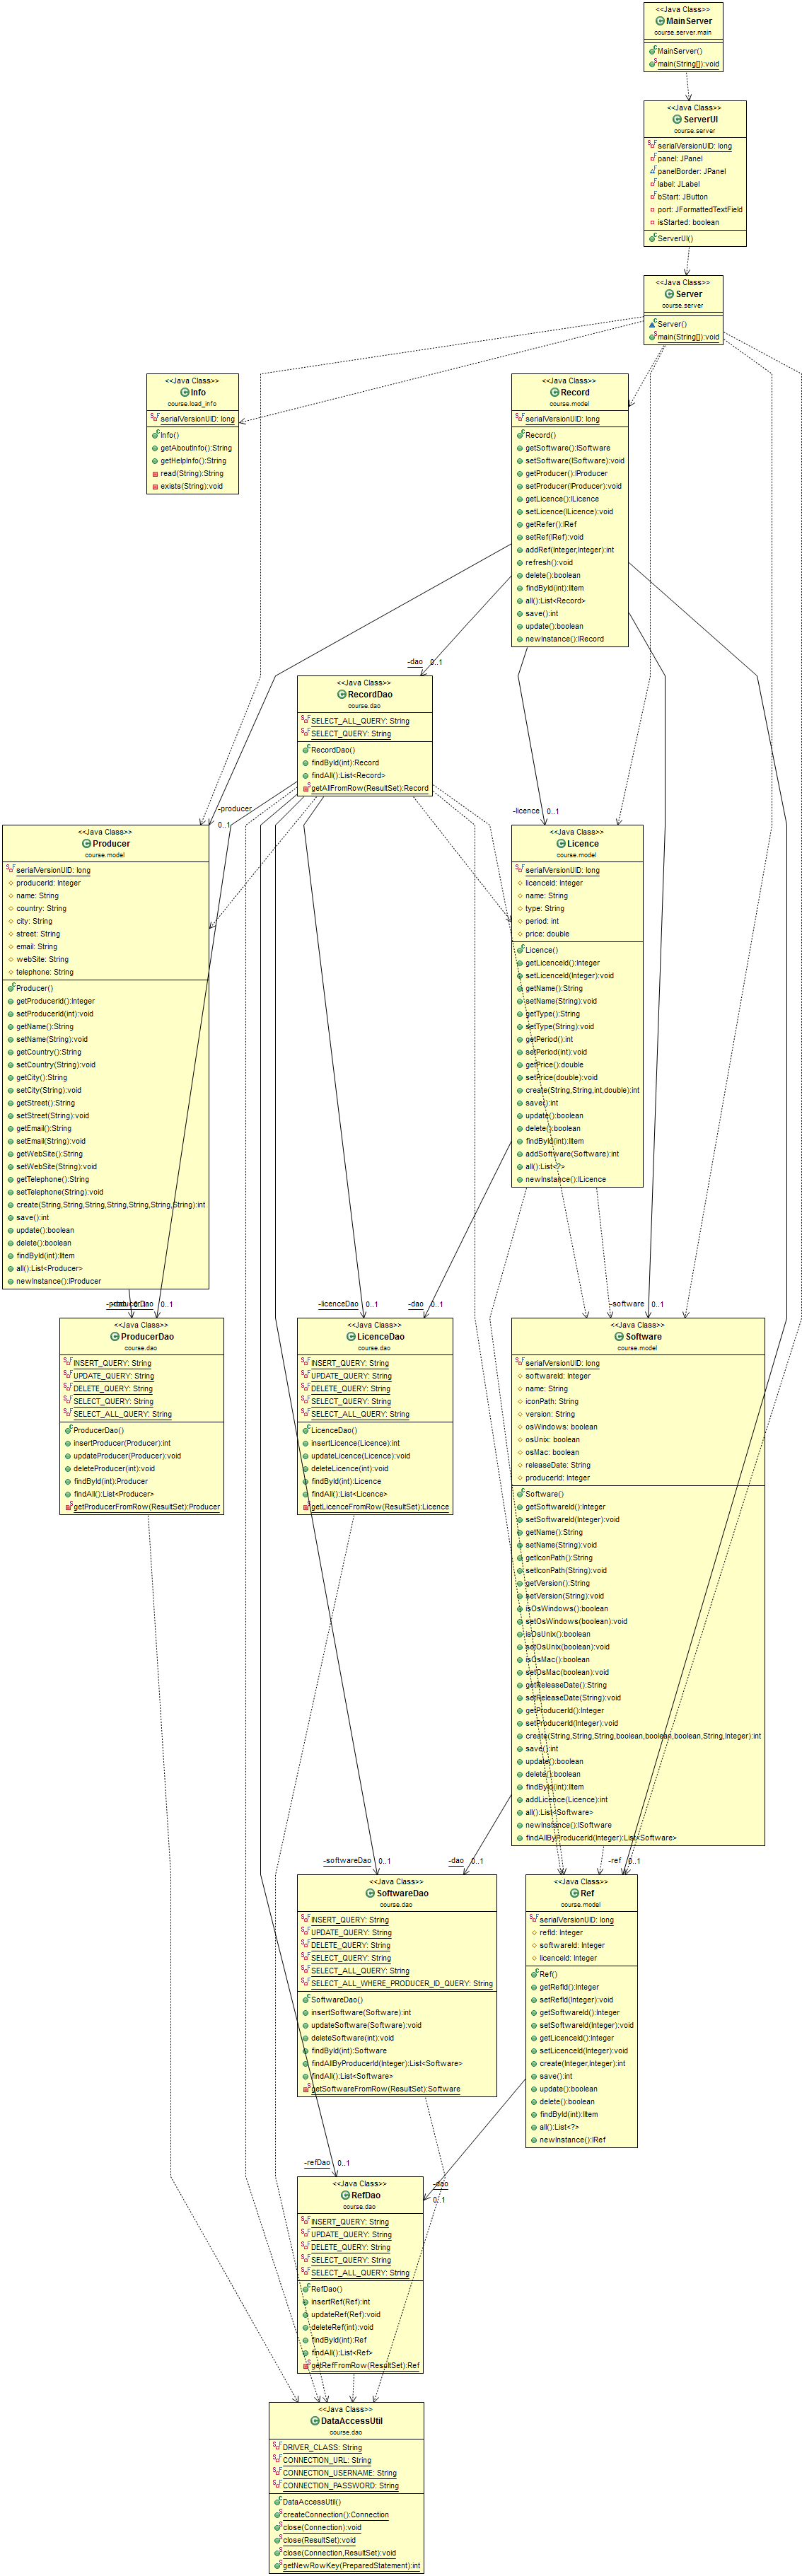 <<Java Class>>
MainServer
course.server.main
MainServer()
main(String[]):void
<<Java Class>>
ServerUI
course.server
serialVersionUID: long
panel: JPanel
panelBorder: JPanel
label: JLabel
bStart: JButton
port: JFormattedTextField
isStarted: boolean
ServerUI()
<<Java Class>>
Server
course.server
Server()
main(String[]):void
<<Java Class>>
Info
course.load_info
serialVersionUID: long
Info()
getAboutInfo():String
getHelpInfo():String
read(String):String
exists(String):void
<<Java Class>>
Record
course.model
serialVersionUID: long
Record()
getSoftware():ISoftware
setSoftware(ISoftware):void
getProducer():IProducer
setProducer(IProducer):void
getLicence():ILicence
setLicence(ILicence):void
getRefer():IRef
setRef(IRef):void
addRef(Integer,Integer):int
refresh():void
delete():boolean
findById(int):IItem
all():List<Record>
save():int
update():boolean
newInstance():IRecord
-dao 0..1
<<Java Class>>
RecordDao
course.dao
SELECT_ALL_QUERY: String
SELECT_QUERY: String
RecordDao()
findById(int):Record
findAll():List<Record>
getAllFromRow(ResultSet):Record
-producer
0..1
-licence 0..1
<<Java Class>>
Producer
course.model
serialVersionUID: long
producerId: Integer
name: String
country: String
city: String
street: String
email: String
webSite: String
telephone: String
Producer()
getProducerId():Integer
setProducerId(int):void
getName():String
setName(String):void
getCountry():String
setCountry(String):void
getCity():String
setCity(String):void
getStreet():String
setStreet(String):void
getEmail():String
setEmail(String):void
getWebSite():String
setWebSite(String):void
getTelephone():String
setTelephone(String):void
create(String,String,String,String,String,String,String):int
save():int
update():boolean
delete():boolean
findById(int):IItem
all():List<Producer>
newInstance():IProducer
<<Java Class>>
Licence
course.model
serialVersionUID: long
licenceId: Integer
name: String
type: String
period: int
price: double
Licence()
getLicenceId():Integer
setLicenceId(Integer):void
getName():String
setName(String):void
getType():String
setType(String):void
getPeriod():int
setPeriod(int):void
getPrice():double
setPrice(double):void
create(String,String,int,double):int
save():int
update():boolean
delete():boolean
findById(int):IItem
addSoftware(Software):int
all():List<?>
newInstance():ILicence
0..1
-licenceDao 0..1
-dao 0..1
-software 0..1
<<Java Class>>
ProducerDao
course.dao
INSERT_QUERY: String
UPDATE_QUERY: String
DELETE_QUERY: String
SELECT_QUERY: String
SELECT_ALL_QUERY: String
ProducerDao()
insertProducer(Producer):int
updateProducer(Producer):void
deleteProducer(int):void
findById(int):Producer
findAll():List<Producer>
getProducerFromRow(ResultSet):Producer
<<Java Class>>
LicenceDao
course.dao
INSERT_QUERY: String
UPDATE_QUERY: String
DELETE_QUERY: String
SELECT_QUERY: String
SELECT_ALL_QUERY: String
LicenceDao()
insertLicence(Licence):int
updateLicence(Licence):void
deleteLicence(int):void
findById(int):Licence
findAll():List<Licence>
getLicenceFromRow(ResultSet):Licence
<<Java Class>>
Software
course.model
serialVersionUID: long
softwareId: Integer
name: String
iconPath: String
version: String
osWindows: boolean
osUnix: boolean
osMac: boolean
releaseDate: String
producerId: Integer
Software()
getSoftwareId():Integer
setSoftwareId(Integer):void
getName():String
setName(String):void
getIconPath():String
setIconPath(String):void
getVersion():String
setVersion(String):void
isOsWindows():boolean
setOsWindows(boolean):void
isOsUnix():boolean
setOsUnix(boolean):void
isOsMac():boolean
setOsMac(boolean):void
getReleaseDate():String
setReleaseDate(String):void
getProducerId():Integer
setProducerId(Integer):void
create(String,String,String,boolean,boolean,boolean,String,Integer):int
save():int
update():boolean
delete():boolean
findById(int):IItem
addLicence(Licence):int
all():List<Software>
newInstance():ISoftware
findAllByProducerId(Integer):List<Software>
-softwareDao 0..1
-dao 0..1
-ref 0..1
<<Java Class>>
SoftwareDao
course.dao
INSERT_QUERY: String
UPDATE_QUERY: String
DELETE_QUERY: String
SELECT_QUERY: String
SELECT_ALL_QUERY: String
SELECT_ALL_WHERE_PRODUCER_ID_QUERY: String
SoftwareDao()
insertSoftware(Software):int
updateSoftware(Software):void
deleteSoftware(int):void
findById(int):Software
findAllByProducerId(Integer):List<Software>
findAll():List<Software>
getSoftwareFromRow(ResultSet):Software
<<Java Class>>
Ref
course.model
serialVersionUID: long
refId: Integer
softwareId: Integer
licenceId: Integer
Ref()
getRefId():Integer
setRefId(Integer):void
getSoftwareId():Integer
setSoftwareId(Integer):void
getLicenceId():Integer
setLicenceId(Integer):void
create(Integer,Integer):int
save():int
update():boolean
delete():boolean
findById(int):IItem
all():List<?>
newInstance():IRef
-refDao 0..1
-dao
0..1
<<Java Class>>
RefDao
course.dao
INSERT_QUERY: String
UPDATE_QUERY: String
DELETE_QUERY: String
SELECT_QUERY: String
SELECT_ALL_QUERY: String
RefDao()
insertRef(Ref):int
updateRef(Ref):void
deleteRef(int):void
findById(int):Ref
findAll():List<Ref>
getRefFromRow(ResultSet):Ref
<<Java Class>>
DataAccessUtil
course.dao
DRIVER_CLASS: String
CONNECTION_URL: String
CONNECTION_USERNAME: String
CONNECTION_PASSWORD: String
DataAccessUtil()
createConnection():Connection
close(Connection):void
close(ResultSet):void
close(Connection,ResultSet):void
getNewRowKey(PreparedStatement):int